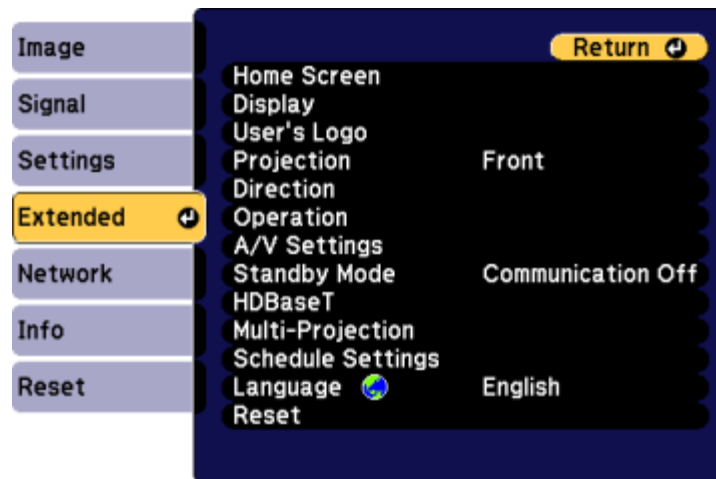 Image
Signal
Settings
Extended
Network
Info
Reset
Return
Home Screen
Display
User's Logo
Projection Front
Direction
Operation
A/V Settings
Standby Mode Communication Off
HDBaseT
Multi-Projection
Schedule Settings
Language English
Reset